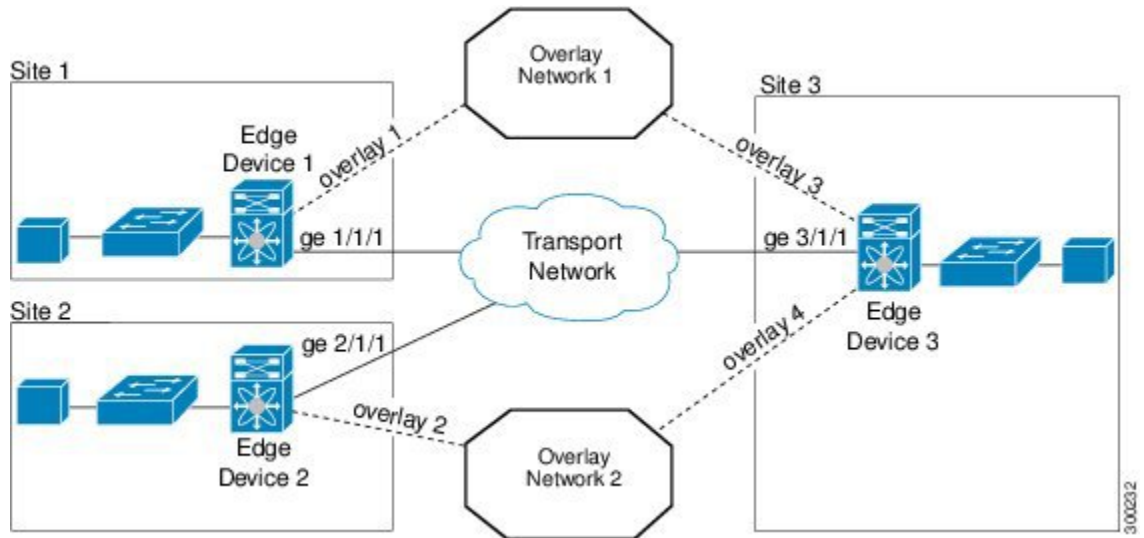 Overlay
Network 1
Site 1
Edge
Device 1
overlay 1
ge 1/1/1
Transport
Network
Site 3
overlay 3
ge 3/1/1
Edge
Device 3
overlay 4
Site 2
ge 2/1/1
overlay 2
Edge
Device 2
Overlay
Network 2
300232